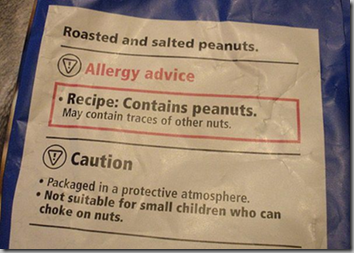 Roasted and salted peanuts.
Allergy advice
• Recipe: Contains peanuts.
May contain traces of other nuts.
Caution
• Packaged in a protective atmosphere.
• Not suitable for small children who can
choke on nuts.